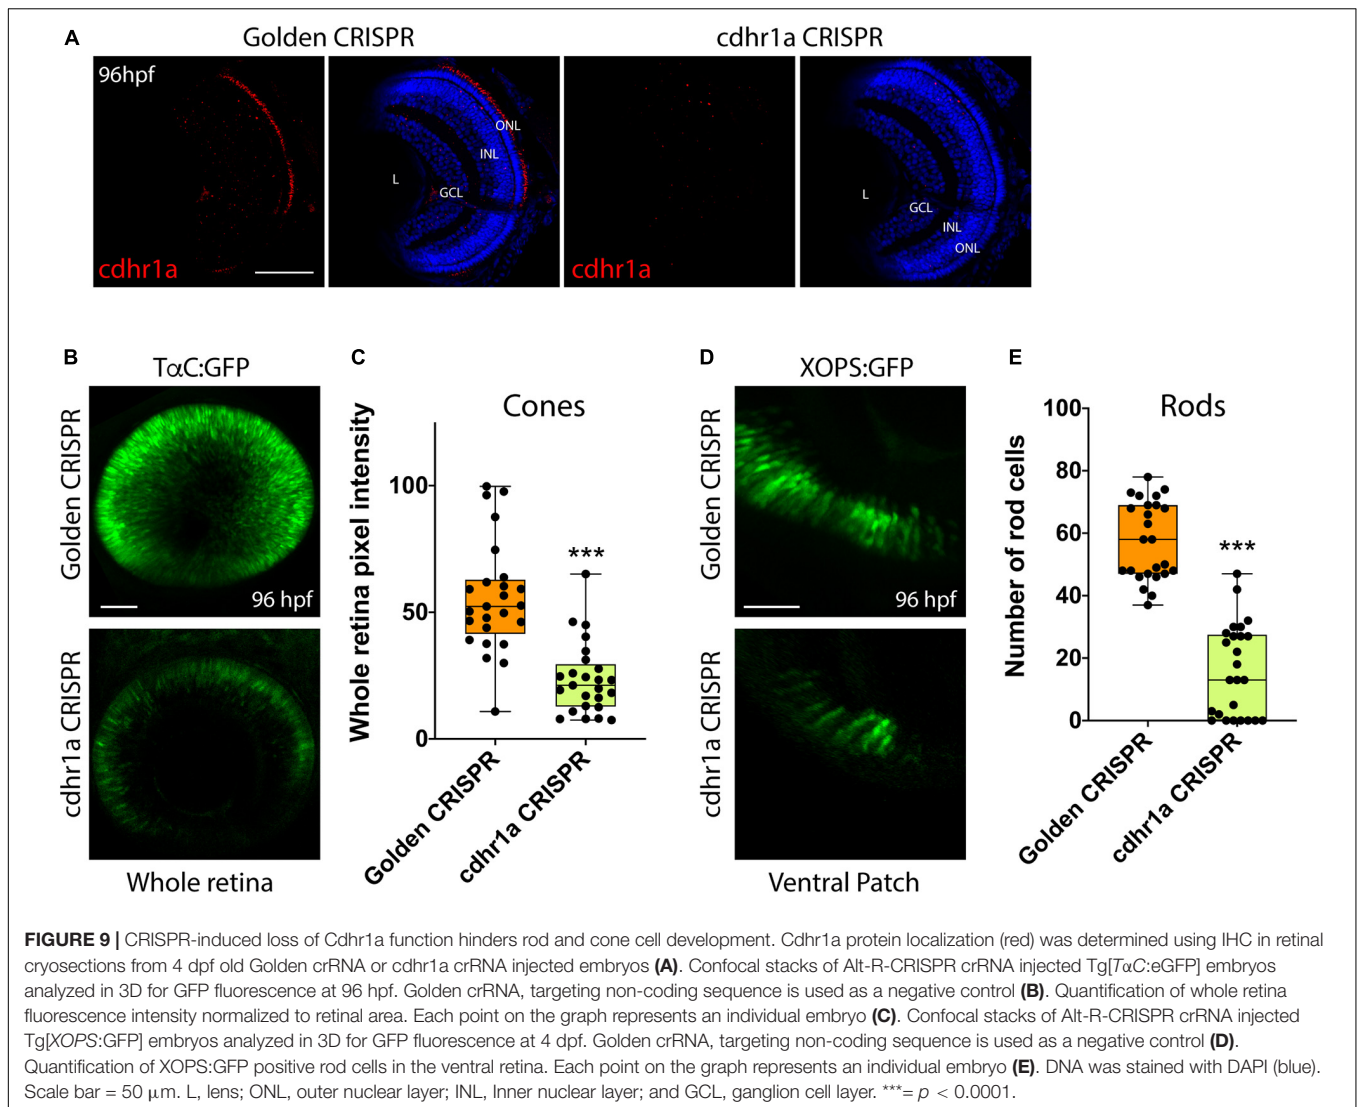 A
Golden CRISPR
cdhr1a CRISPR
96hpf
cdhr1a
ONL
INL
L
GCL
cdhr1a
L
GCL
INL
ONL
B
TαC:GFP
Golden CRISPR
96 hpf
cdhr1a CRISPR
Whole retina
C
Cones
Whole retina pixel intensity
100
50
0
***
Golden CRISPR
cdhr1a CRISPR
D
XOPS:GFP
Golden CRISPR
96 hpf
cdhr1a CRISPR
Ventral Patch
E
Rods
Number of rod cells
100
80
60
40
20
0
***
Golden CRISPR
cdhr1a CRISPR
FIGURE 9 | CRISPR-induced loss of Cdhr1a function hinders rod and cone cell development. Cdhr1a protein localization (red) was determined using IHC in retinal
cryosections from 4 dpf old Golden crRNA or cdhr1a crRNA injected embryos (A). Confocal stacks of Alt-R-CRISPR crRNA injected Tg[TαC:eGFP] embryos
analyzed in 3D for GFP fluorescence at 96 hpf. Golden crRNA, targeting non-coding sequence is used as a negative control (B). Quantification of whole retina
fluorescence intensity normalized to retinal area. Each point on the graph represents an individual embryo (C). Confocal stacks of Alt-R-CRISPR crRNA injected
Tg[XOPS:GFP] embryos analyzed in 3D for GFP fluorescence at 4 dpf. Golden crRNA, targeting non-coding sequence is used as a negative control (D).
Quantification of XOPS:GFP positive rod cells in the ventral retina. Each point on the graph represents an individual embryo (E). DNA was stained with DAPI (blue).
Scale bar = 50 μm. L, lens; ONL, outer nuclear layer; INL, Inner nuclear layer; and GCL, ganglion cell layer. ***= p < 0.0001.